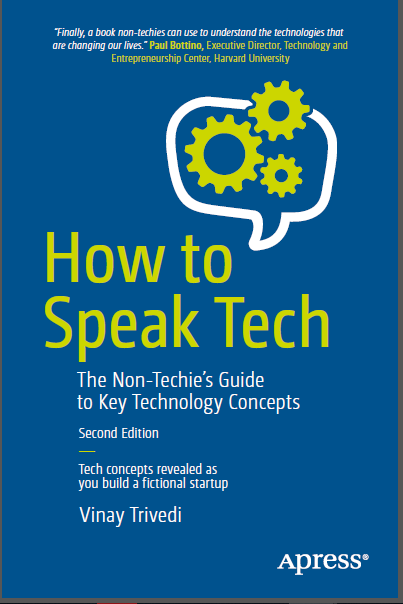 "Finally, a book non-techies can use to understand the technologies that
are changing our lives." Paul Bottino, Executive Director, Technology and
Entrepreneurship Center, Harvard University
How to
Speak Tech
The Non-Techie's Guide
to Key Technology Concepts
Second Edition
Tech concepts revealed as
you build a fictional startup
Vinay Trivedi
Apress®